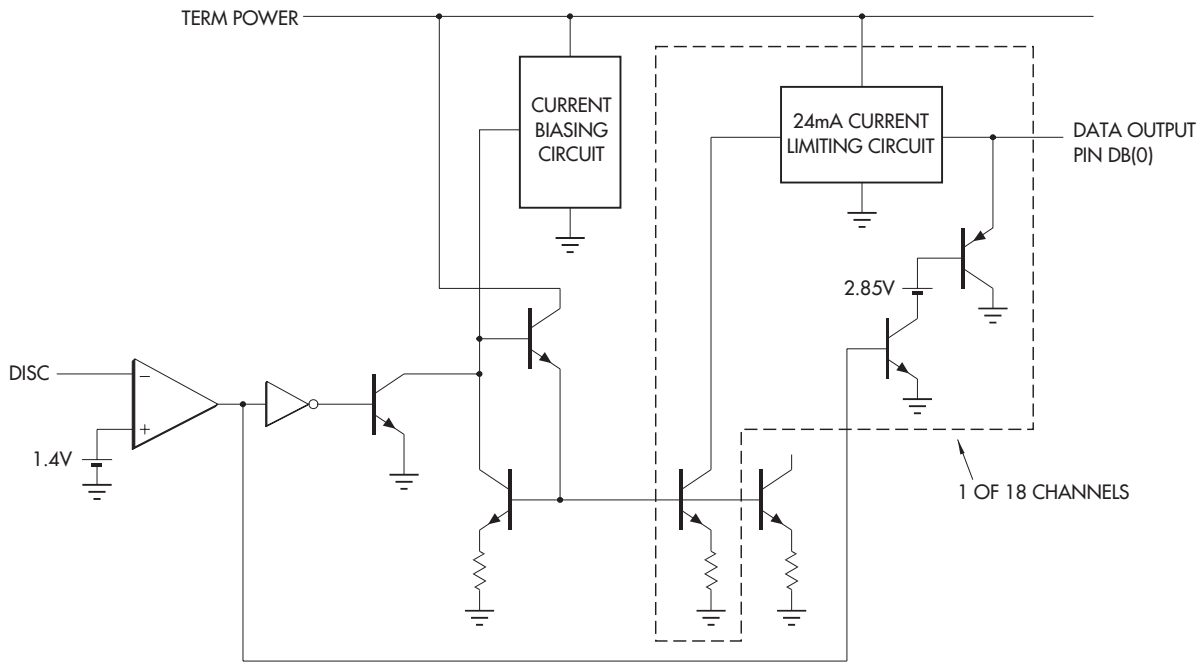 TERM POWER
CURRENT
BIASING
CIRCUIT
24mA CURRENT
LIMITING CIRCUIT
DATA OUTPUT
PIN DB(0)
2.85V
DISC
−
+
1.4V
1 OF 18 CHANNELS